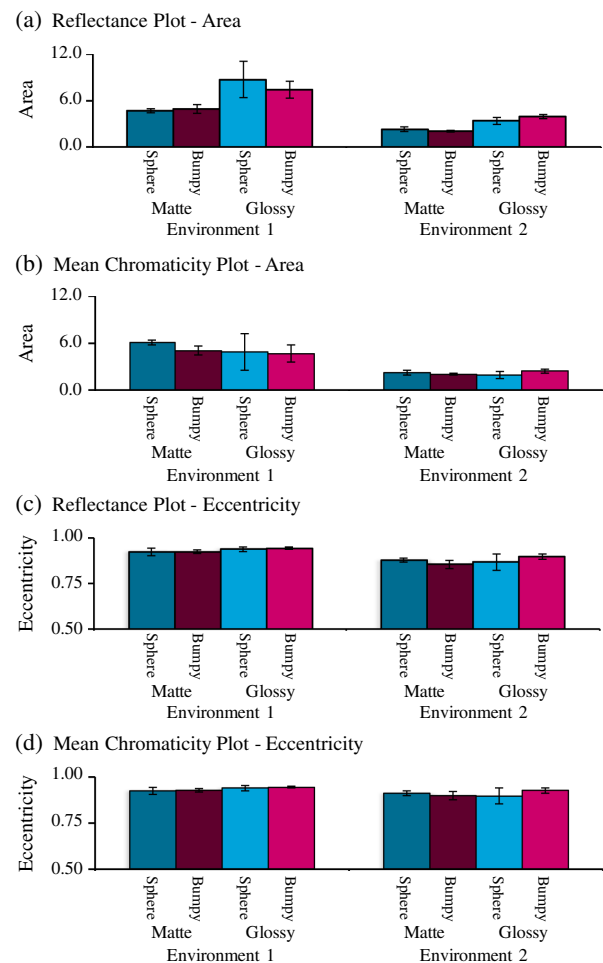 (a) Reflectance Plot - Area
12.0
6.0
0.0
Area
Sphere Bumpy Sphere Bumpy Sphere Bumpy Sphere Bumpy
Matte Glossy Matte Glossy
Environment 1 Environment 2
(b) Mean Chromaticity Plot - Area
12.0
6.0
0.0
Area
Sphere Bumpy Sphere Bumpy Sphere Bumpy Sphere Bumpy
Matte Glossy Matte Glossy
Environment 1 Environment 2
(c) Reflectance Plot - Eccentricity
1.00
0.75
0.50
Eccentricity
Sphere Bumpy Sphere Bumpy Sphere Bumpy Sphere Bumpy
Matte Glossy Matte Glossy
Environment 1 Environment 2
(d) Mean Chromaticity Plot - Eccentricity
1.00
0.75
0.50
Eccentricity
Sphere Bumpy Sphere Bumpy Sphere Bumpy Sphere Bumpy
Matte Glossy Matte Glossy
Environment 1 Environment 2